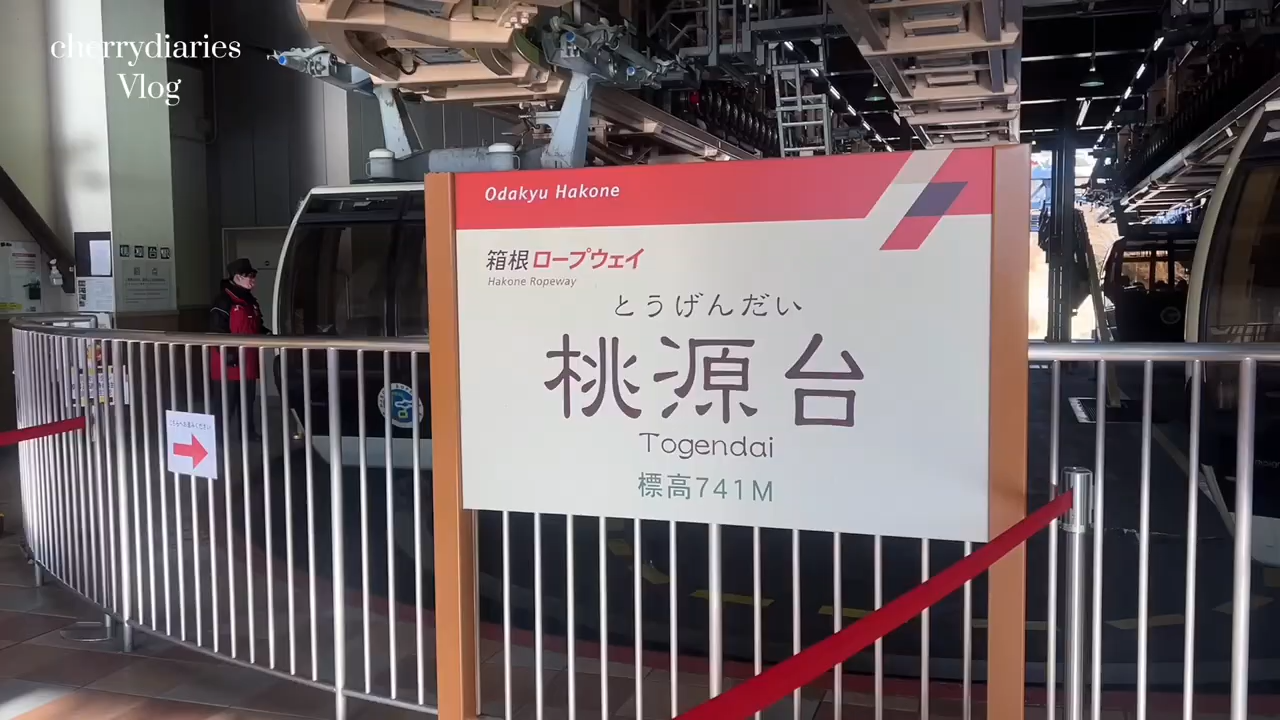 cherrydiaries
Vlog
Odakyu Hakone
箱根ロープウェイ
Hakone Ropeway
とうげんだい
桃源台
Togendai
標高741M